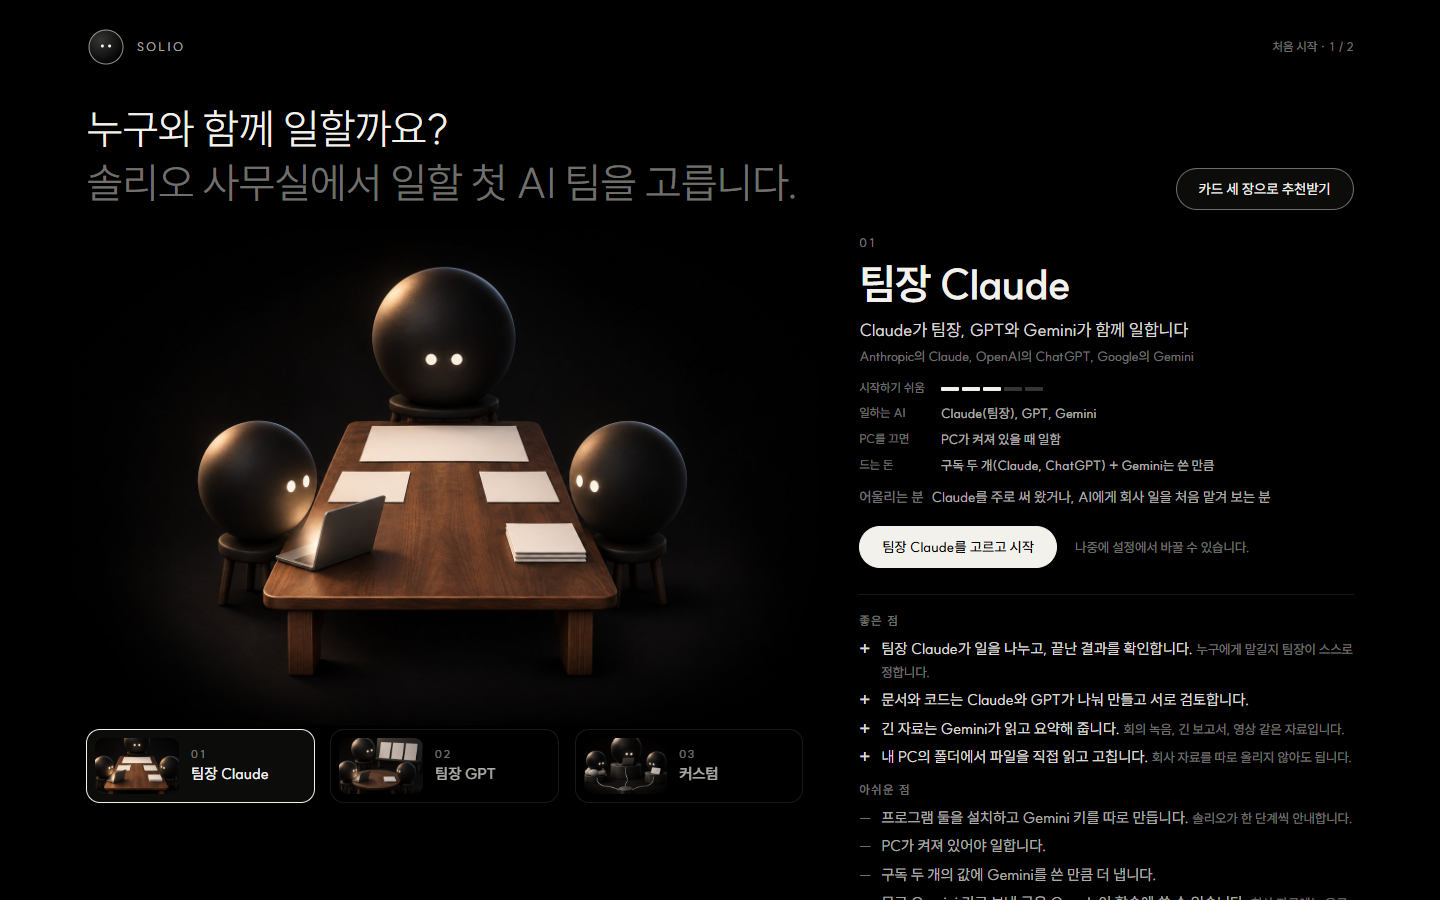 SOLIO
처음 시작 · 1 / 2
누구와 함께 일할까요?
솔리오 사무실에서 일할 첫 AI 팀을 고릅니다.
카드 세 장으로 추천받기
01
팀장 Claude
Claude가 팀장, GPT와 Gemini가 함께 일합니다
Anthropic의 Claude, OpenAI의 ChatGPT, Google의 Gemini
시작하기 쉬움
일하는 AI Claude(팀장), GPT, Gemini
PC를 끄면 PC가 켜져 있을 때 일함
드는 돈 구독 두 개(Claude, ChatGPT) + Gemini는 쓴 만큼
어울리는 분 Claude를 주로 써 왔거나, AI에게 회사 일을 처음 맡겨 보는 분
팀장 Claude를 고르고 시작
나중에 설정에서 바꿀 수 있습니다.
좋은 점
+ 팀장 Claude가 일을 나누고, 끝난 결과를 확인합니다. 누구에게 맡길지 팀장이 스스로
정합니다.
+ 문서와 코드는 Claude와 GPT가 나눠 만들고 서로 검토합니다.
+ 긴 자료는 Gemini가 읽고 요약해 줍니다. 회의 녹음, 긴 보고서, 영상 같은 자료입니다.
+ 내 PC의 폴더에서 파일을 직접 읽고 고칩니다. 회사 자료를 따로 올리지 않아도 됩니다.
아쉬운 점
— 프로그램 둘을 설치하고 Gemini 키를 따로 만듭니다. 솔리오가 한 단계씩 안내합니다.
— PC가 켜져 있어야 일합니다.
— 구독 두 개의 값에 Gemini를 쓴 만큼 더 냅니다.
01
팀장 Claude
02
팀장 GPT
03
커스텀